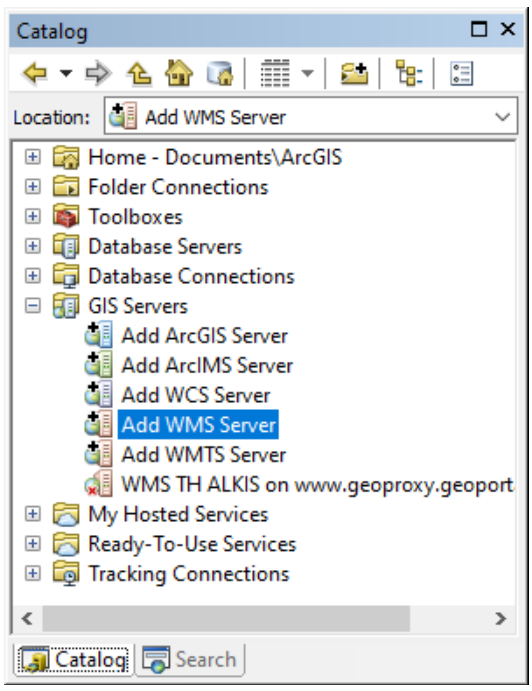 Catalog
Location: Add WMS Server
Home - Documents\ArcGIS
Folder Connections
Toolboxes
Database Servers
Database Connections
GIS Servers
Add ArcGIS Server
Add ArcIMS Server
Add WCS Server
Add WMS Server
Add WMTS Server
WMS TH ALKIS on www.geoproxy.geoport
My Hosted Services
Ready-To-Use Services
Tracking Connections
Catalog Search